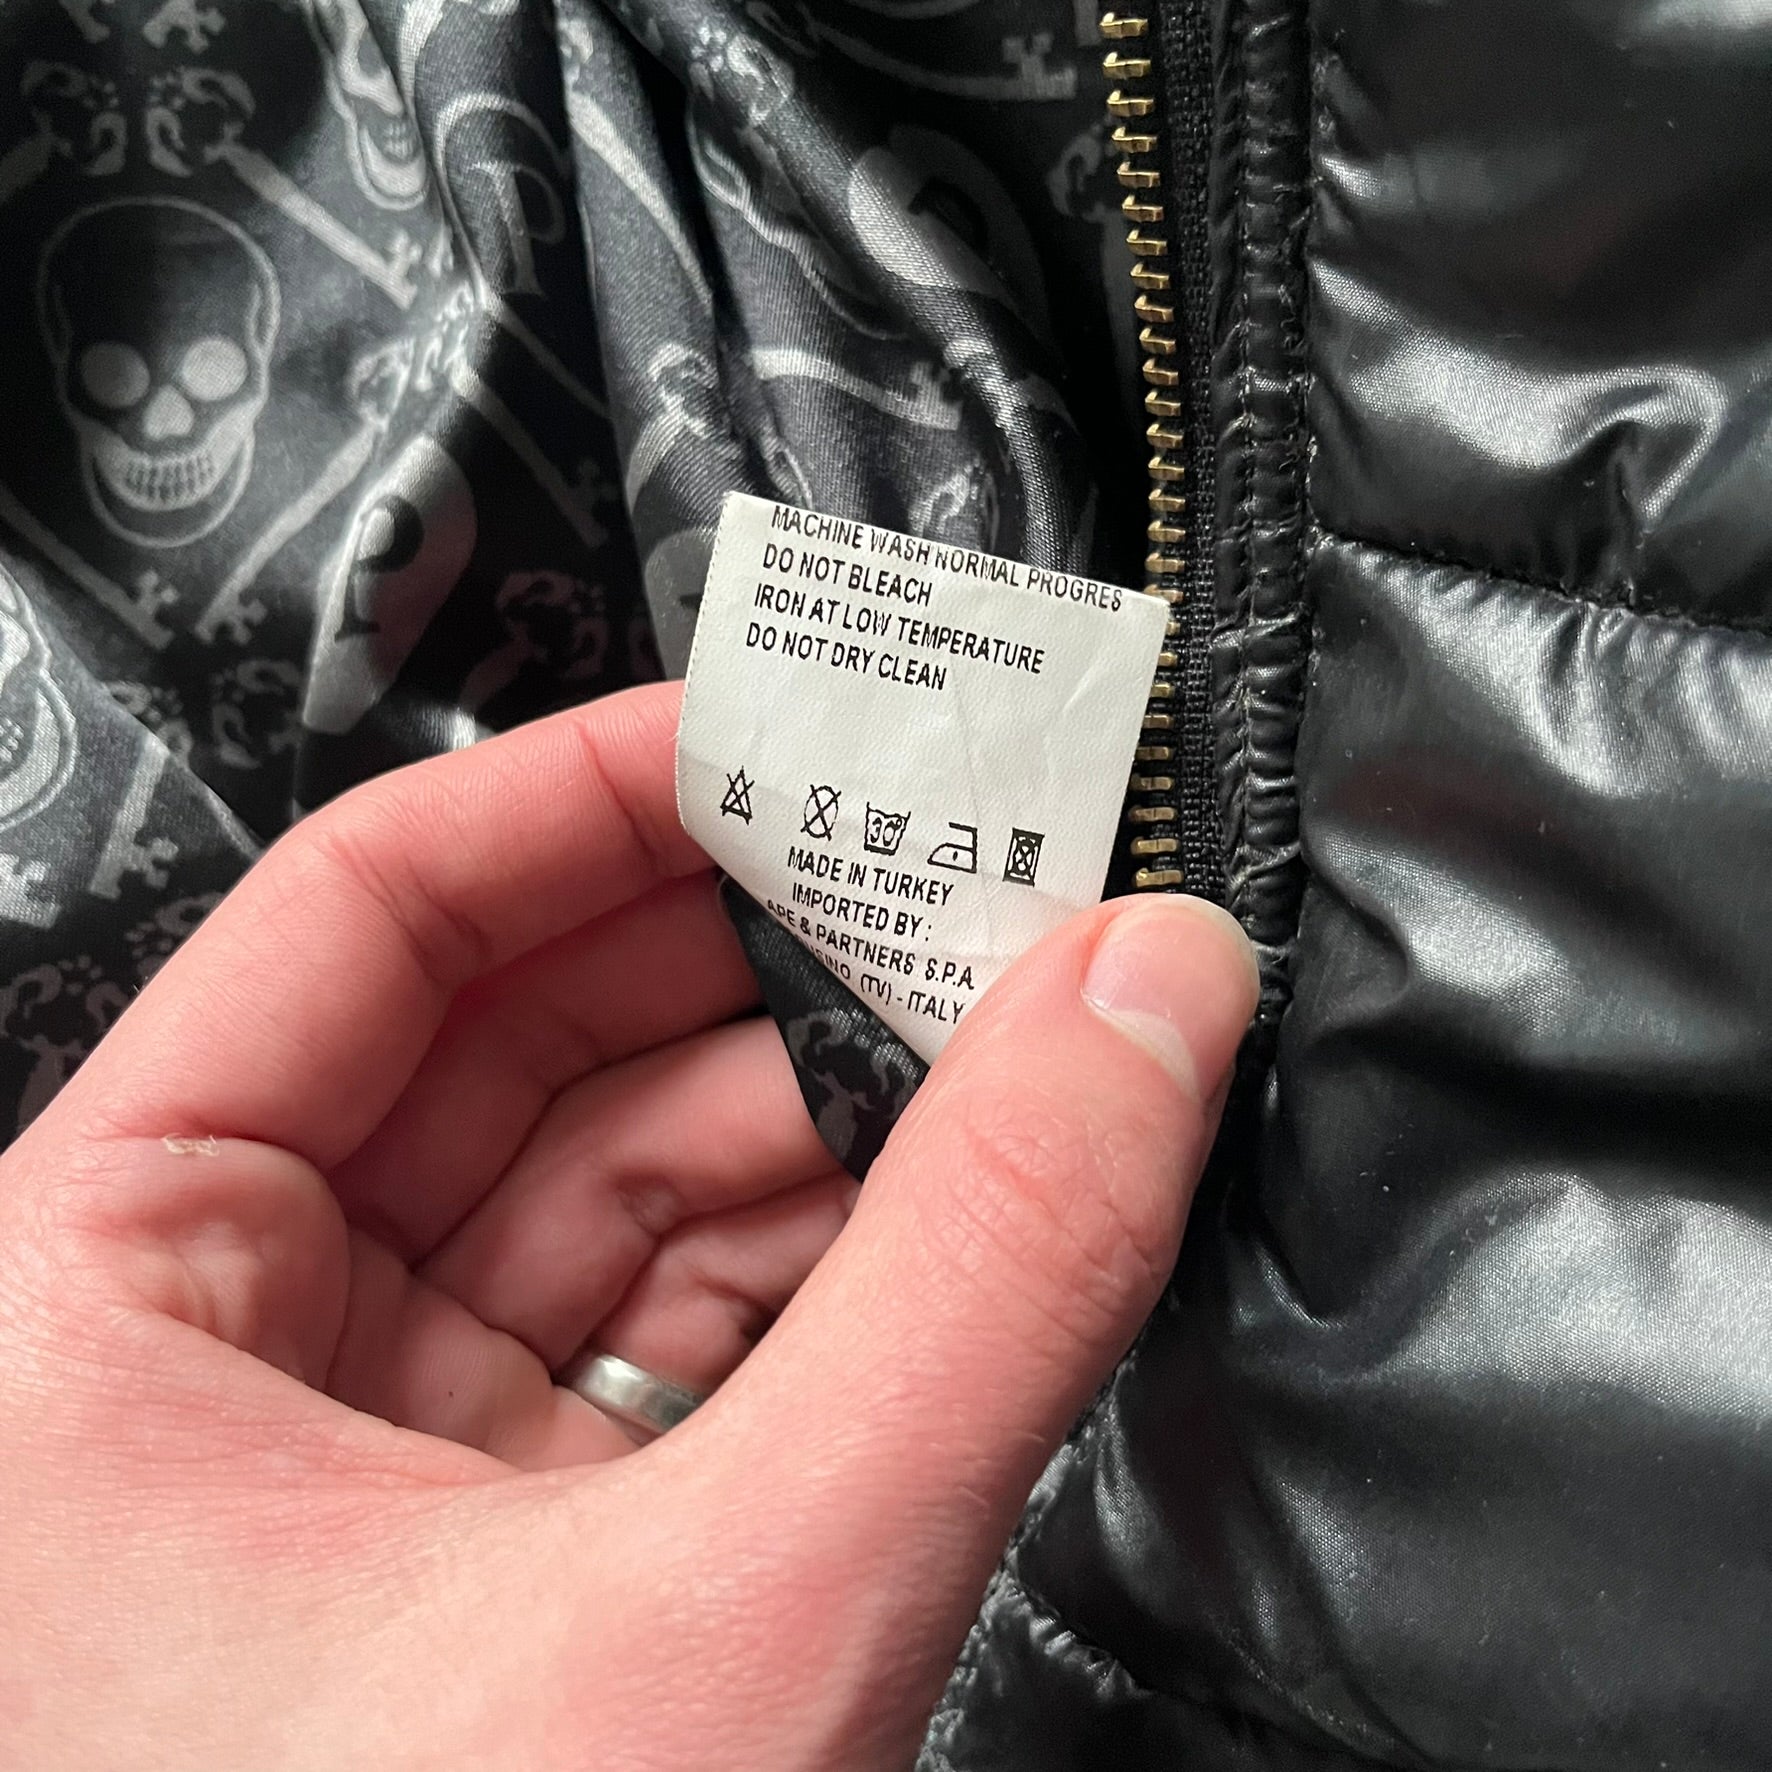 MACHINE WASH NORMAL PROGRES
DO NOT BLEACH
IRON AT LOW TEMPERATURE
DO NOT DRY CLEAN
30°
MADE IN TURKEY
IMPORTED BY:
& PARTNERS S.P.A
(TV) - ITALY